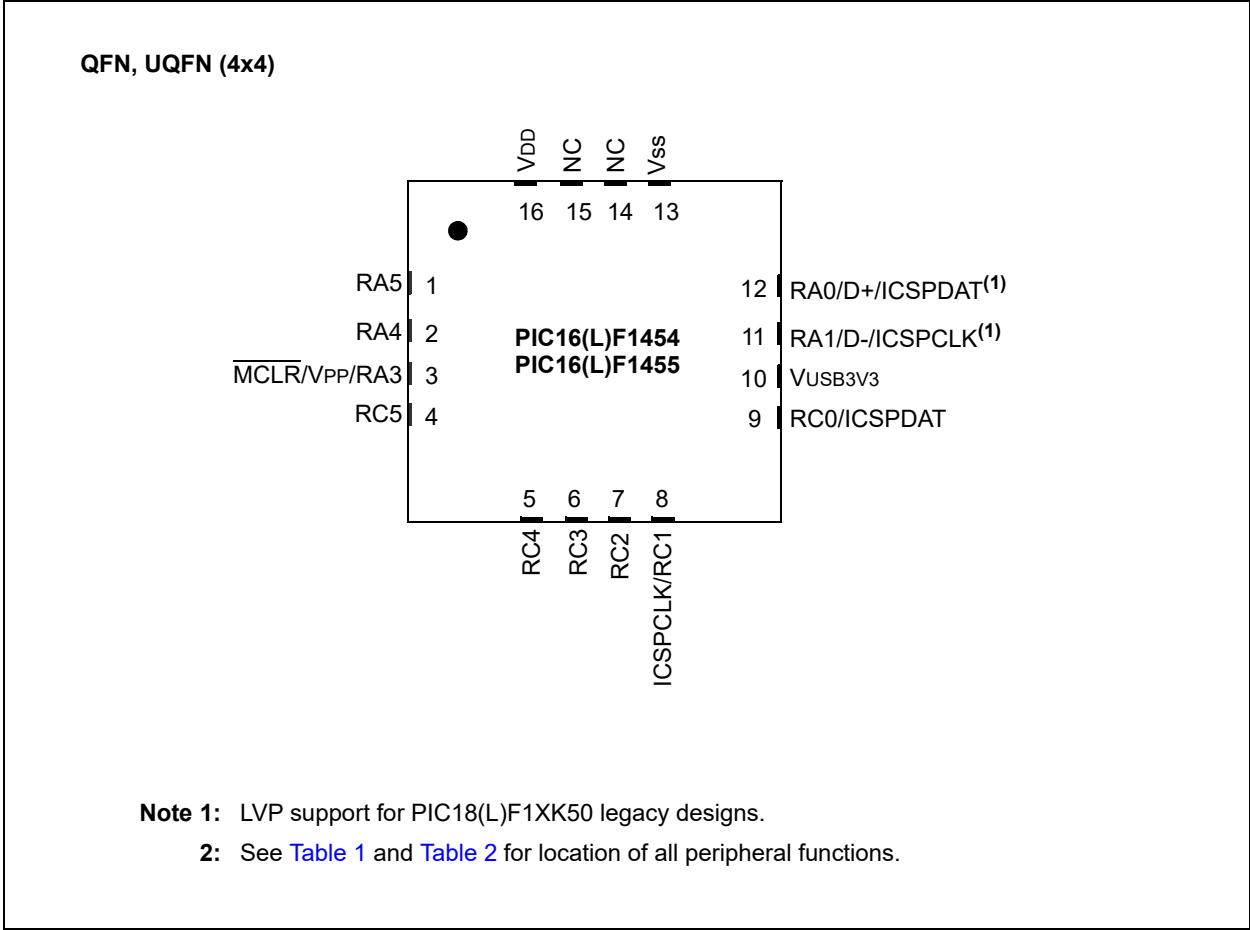 QFN, UQFN (4x4)
VDD
NC
NC
Vss
16 15 14 13
RA5 1
RA4 2
MCLR/VPP/RA3 3
RC5 4
PIC16(L)F1454
PIC16(L)F1455
12 RA0/D+/ICSPDAT(1)
11 RA1/D-/ICSPCLK(1)
10 VUSB3V3
9 RC0/ICSPDAT
5 6 7 8
RC4
RC3
RC2
ICSPCLK/RC1
Note 1: LVP support for PIC18(L)F1XK50 legacy designs.
2: See Table 1 and Table 2 for location of all peripheral functions.